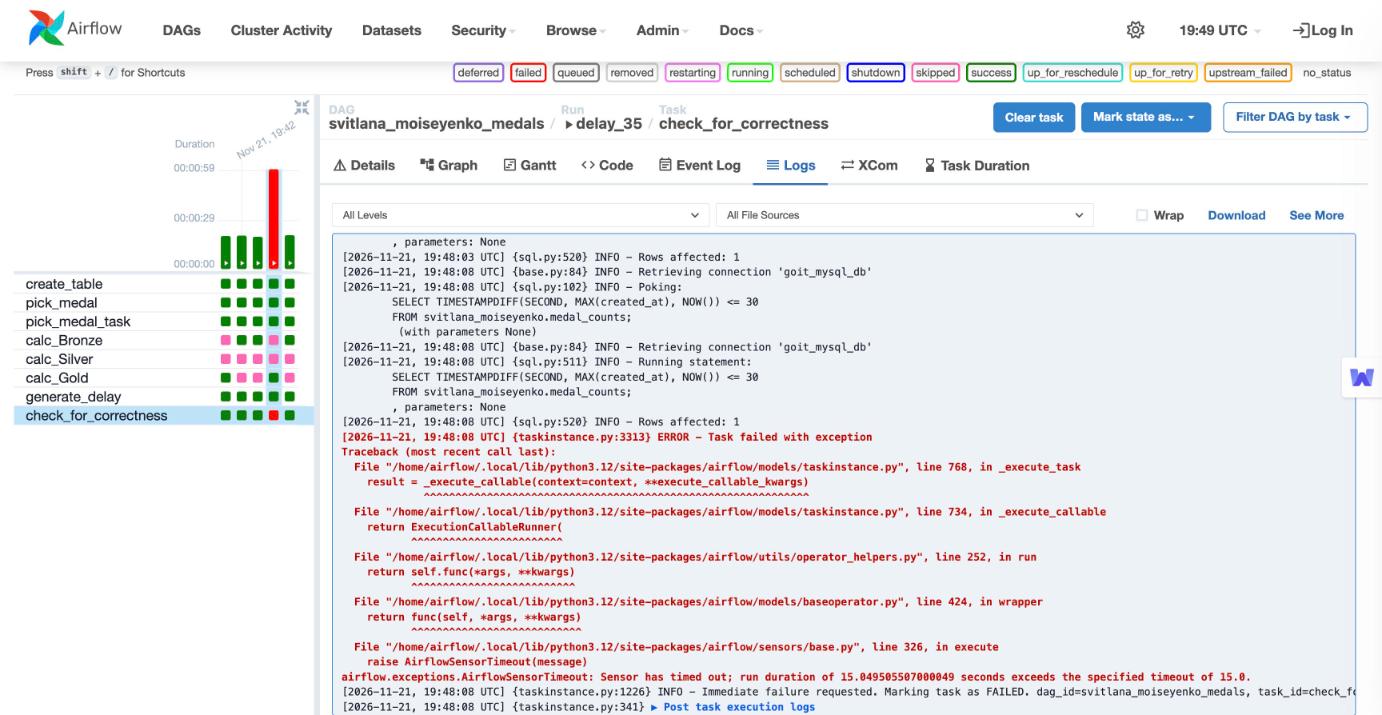 Airflow
DAGs
Cluster Activity
Datasets
Security
Browse
Admin
Docs
19:49 UTC
Log In
Press shift + / for Shortcuts
deferred failed queued removed restarting running scheduled shutdown skipped success up_for_reschedule up_for_retry upstream_failed no_status
Duration
Nov 21, 19:42
00:00:59
00:00:29
00:00:00
create_table
pick_medal
pick_medal_task
calc_Bronze
calc_Silver
calc_Gold
generate_delay
check_for_correctness
DAG
svitlana_moiseyenko_medals /
Run
delay_35 /
Task
check_for_correctness
Clear task
Mark state as...
Filter DAG by task
Details
Graph
Gantt
Code
Event Log
Logs
XCom
Task Duration
All Levels
All File Sources
Wrap
Download
See More
, parameters: None
[2026-11-21, 19:48:03 UTC] {sql.py:520} INFO - Rows affected: 1
[2026-11-21, 19:48:08 UTC] {base.py:84} INFO - Retrieving connection 'goit_mysql_db'
[2026-11-21, 19:48:08 UTC] {sql.py:102} INFO - Poking:
SELECT TIMESTAMPDIFF(SECOND, MAX(created_at), NOW()) <= 30
FROM svitlana_moiseyenko.medal_counts;
(with parameters None)
[2026-11-21, 19:48:08 UTC] {base.py:84} INFO - Retrieving connection 'goit_mysql_db'
[2026-11-21, 19:48:08 UTC] {sql.py:511} INFO - Running statement:
SELECT TIMESTAMPDIFF(SECOND, MAX(created_at), NOW()) <= 30
FROM svitlana_moiseyenko.medal_counts;
, parameters: None
[2026-11-21, 19:48:08 UTC] {sql.py:520} INFO - Rows affected: 1
[2026-11-21, 19:48:08 UTC] {taskinstance.py:3313} ERROR - Task failed with exception
Traceback (most recent call last):
File "/home/airflow/.local/lib/python3.12/site-packages/airflow/models/taskinstance.py", line 768, in _execute_task
result = _execute_callable(context=context, **execute_callable_kwargs)
^^^^^^^^^^^^^^^^^^^^^^^^^^^^^^^^^^^^^^^^^^^^^^^^^^^^^^^^^^^^^
File "/home/airflow/.local/lib/python3.12/site-packages/airflow/models/taskinstance.py", line 734, in _execute_callable
return ExecutionCallableRunner(
^^^^^^^^^^^^^^^^^^^^^^^^
File "/home/airflow/.local/lib/python3.12/site-packages/airflow/utils/operator_helpers.py", line 252, in run
return self.func(*args, **kwargs)
^^^^^^^^^^^^^^^^^^^^^^^^^^
File "/home/airflow/.local/lib/python3.12/site-packages/airflow/models/baseoperator.py", line 424, in wrapper
return func(self, *args, **kwargs)
^^^^^^^^^^^^^^^^^^^^^^^^^^^
File "/home/airflow/.local/lib/python3.12/site-packages/airflow/sensors/base.py", line 326, in execute
raise AirflowSensorTimeout(message)
airflow.exceptions.AirflowSensorTimeout: Sensor has timed out; run duration of 15.049505507000049 seconds exceeds the specified timeout of 15.0.
[2026-11-21, 19:48:08 UTC] {taskinstance.py:1226} INFO - Immediate failure requested. Marking task as FAILED. dag_id=svitlana_moiseyenko_medals, task_id=check_fo
[2026-11-21, 19:48:08 UTC] {taskinstance.py:341} ▶ Post task execution logs